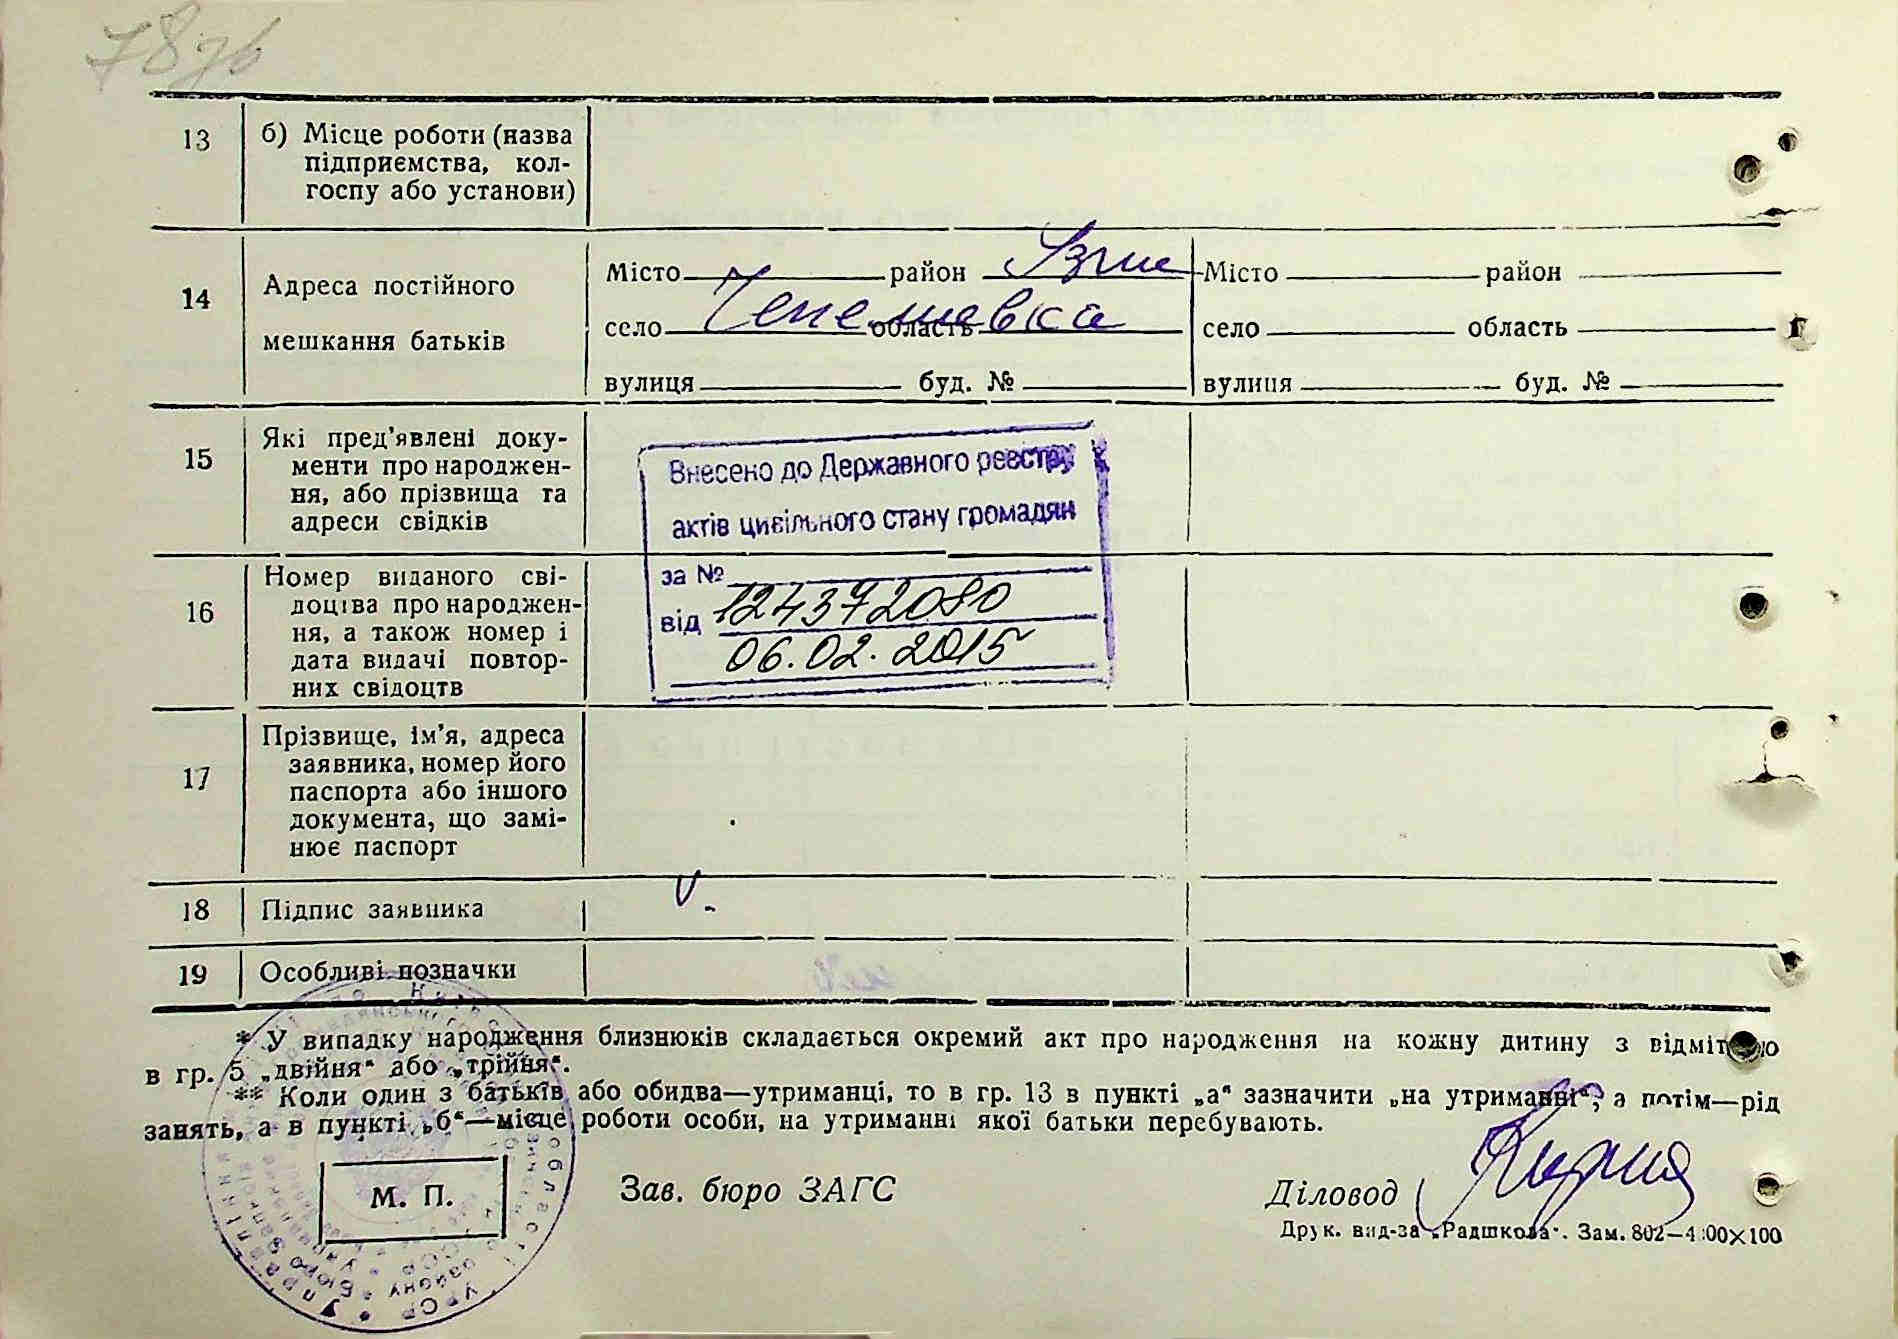 78зв
13 б) Місце роботи (назва
підприємства, кол-
госпу або установи)
14 Адреса постійного
мешкання батьків
Місто район Узин Місто район
село Чепелиевка область село область
вулиця буд. № вулиця буд. №
15 Які пред’явлені доку-
менти про народжен-
ня, або прізвища та
адреси свідків
Внесено до Державного реєстру
актів цивільного стану громадян
за №
від 124372080
06.02.2015
16 Номер виданого сві-
доцтва про народжен-
ня, а також номер і
дата видачі повтор-
них свідоцтв
17 Прізвище, ім’я, адреса
заявника, номер його
паспорта або іншого
документа, що замі-
нює паспорт
18 Підпис заявника
19 Особливі позначки
* У випадку народження близнюків складається окремий акт про народження на кожну дитину з відміткою
в гр. 5 „двійня“ або „трійня“.
** Коли один з батьків або обидва—утриманці, то в гр. 13 в пункті „а“ зазначити „на утриманні“, а потім—рід
занять, а в пункті „б“—місце роботи особи, на утриманні якої батьки перебувають.
М. П.
Зав. бюро ЗАГС
Діловод
Друк. вид-ва „Радшкола“. Зам. 802—4000×100